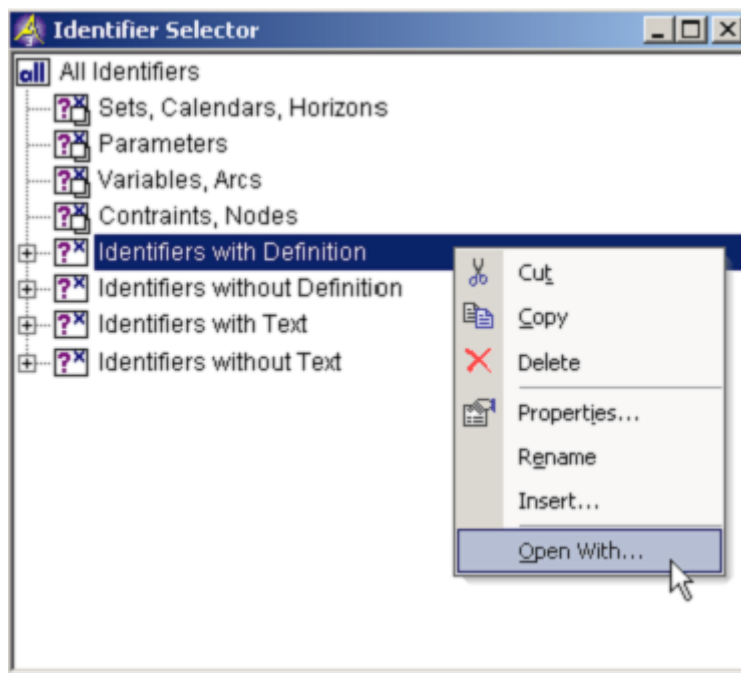 Identifier Selector
all All Identifiers
Sets, Calendars, Horizons
Parameters
Variables, Arcs
Contraints, Nodes
Identifiers with Definition
Identifiers without Definition
Identifiers with Text
Identifiers without Text
Cut
Copy
Delete
Properties...
Rename
Insert...
Open With...